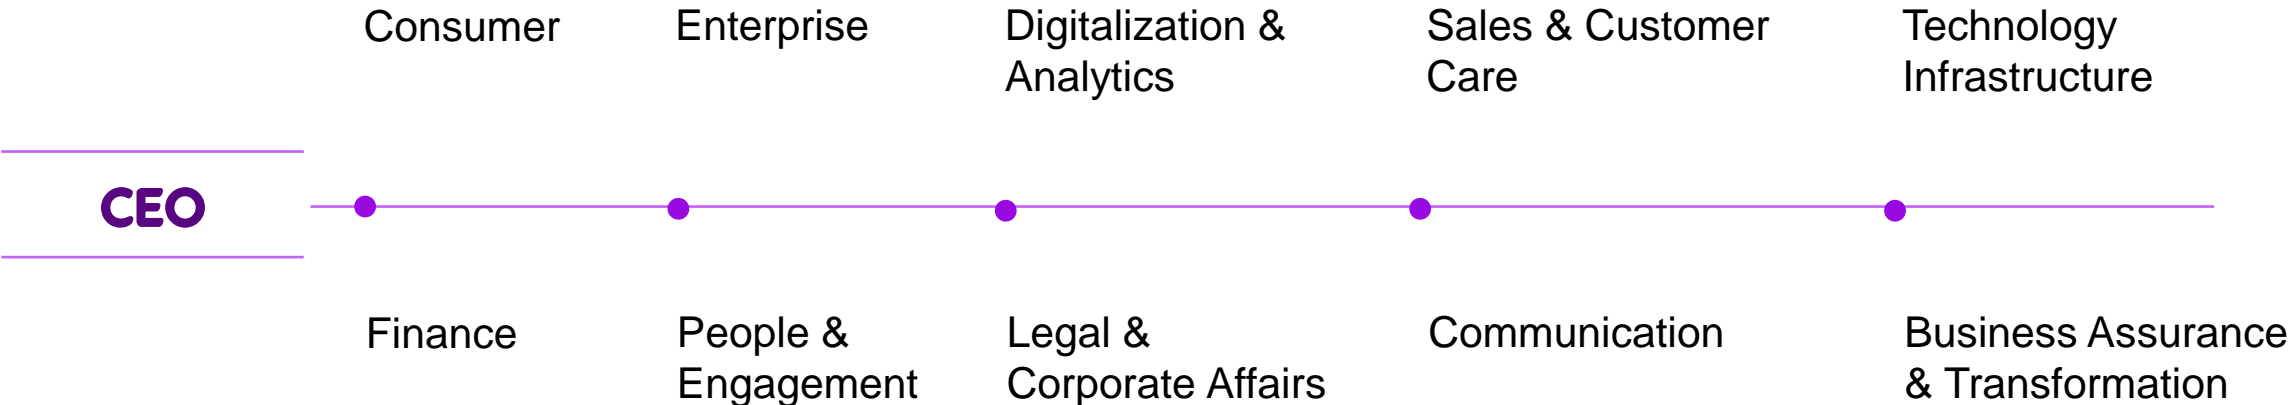 Consumer
Enterprise
Digitalization &
Analytics
Sales & Customer
Care
Technology
Infrastructure
CEO
Finance
People &
Engagement
Legal &
Corporate Affairs
Communication
Business Assurance
& Transformation